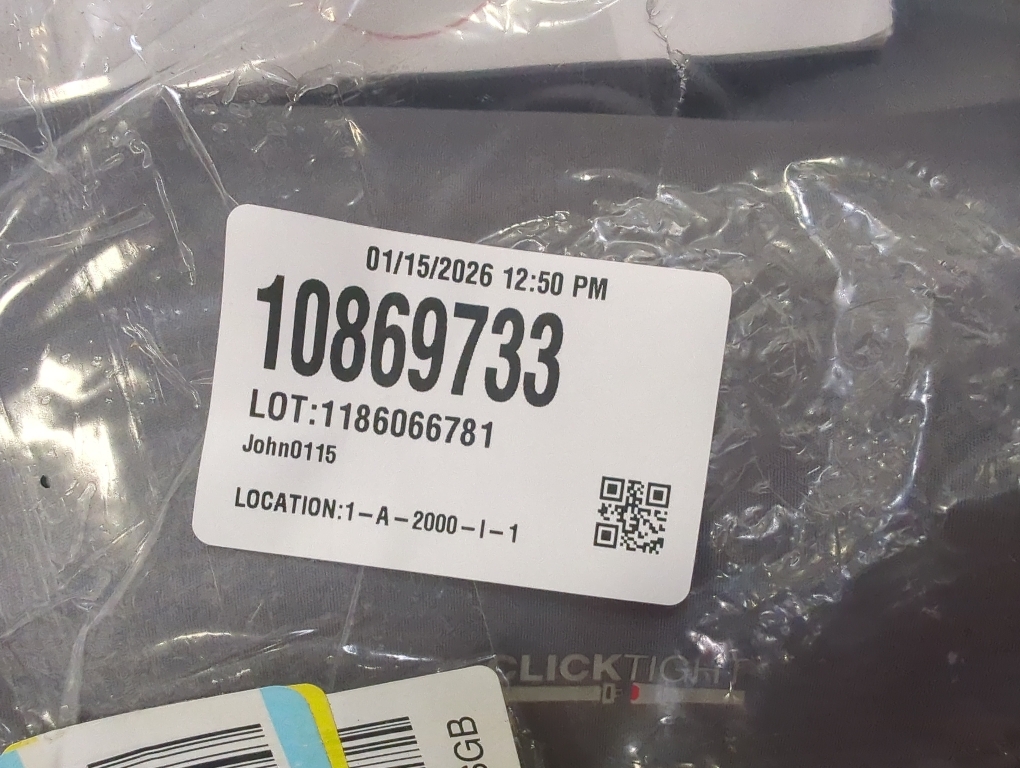 01/15/2026 12:50 PM
10869733
LOT:1186066781
John0115
LOCATION:1-A-2000-I-1
CLICKTIGHT